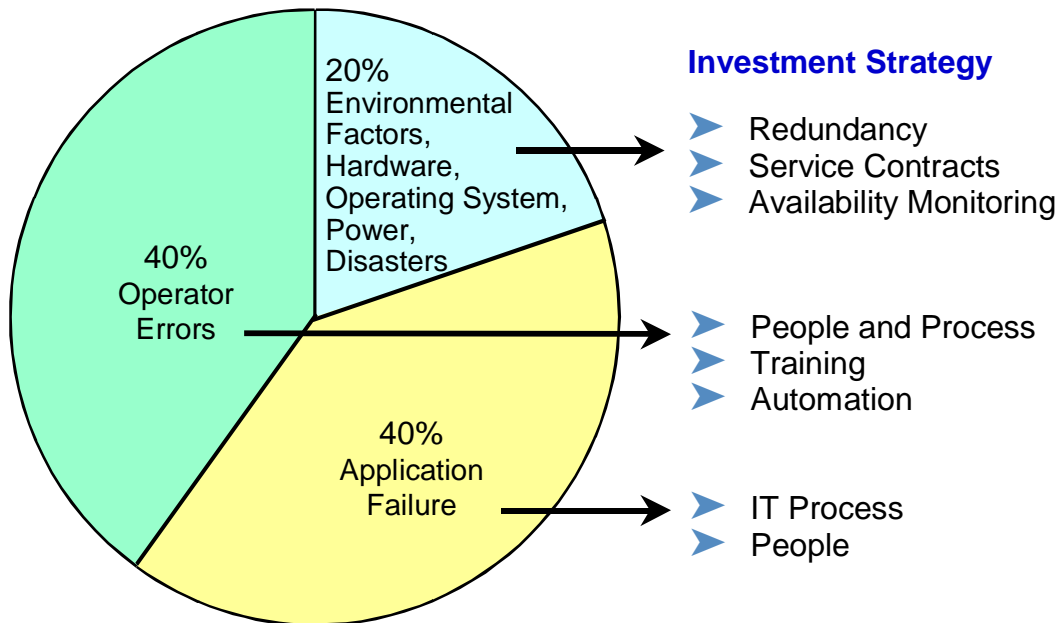 20%
Environmental
Factors,
Hardware,
Operating System,
Power,
Disasters
40%
Operator
Errors
40%
Application
Failure
Investment Strategy
Redundancy
Service Contracts
Availability Monitoring
People and Process
Training
Automation
IT Process
People